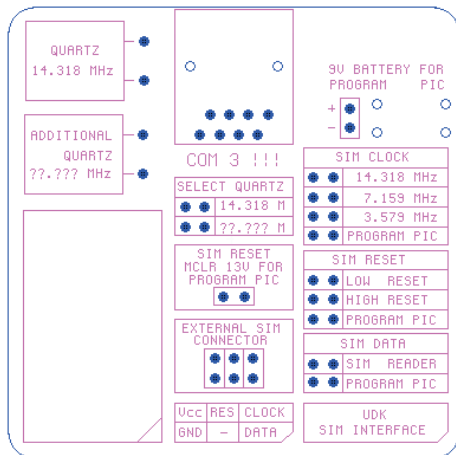 QUARTZ
14.318 MHz
ADDITIONAL
QUARTZ
??.??? MHz
COM 3 !!!
SELECT QUARTZ
14.318 M
??.??? M
SIM RESET
MCLR 13V FOR
PROGRAM PIC
EXTERNAL SIM
CONNECTOR
Vcc RES CLOCK
GND - DATA
9V BATTERY FOR
PROGRAM PIC
+
-
SIM CLOCK
14.318 MHz
7.159 MHz
3.579 MHz
PROGRAM PIC
SIM RESET
LOW RESET
HIGH RESET
PROGRAM PIC
SIM DATA
SIM READER
PROGRAM PIC
UDK
SIM INTERFACE